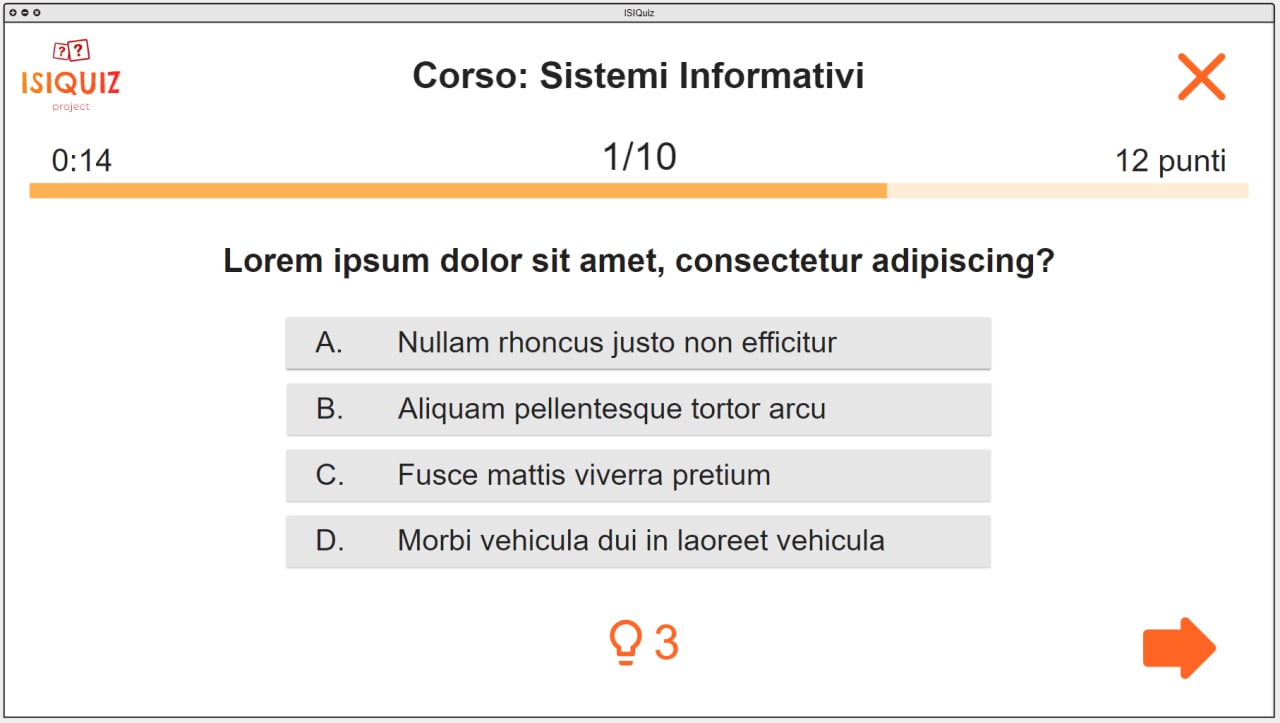 ISIQuiz
? ?
ISIQUIZ
project
Corso: Sistemi Informativi
0:14
1/10
12 punti
Lorem ipsum dolor sit amet, consectetur adipiscing?
A. Nullam rhoncus justo non efficitur
B. Aliquam pellentesque tortor arcu
C. Fusce mattis viverra pretium
D. Morbi vehicula dui in laoreet vehicula
3